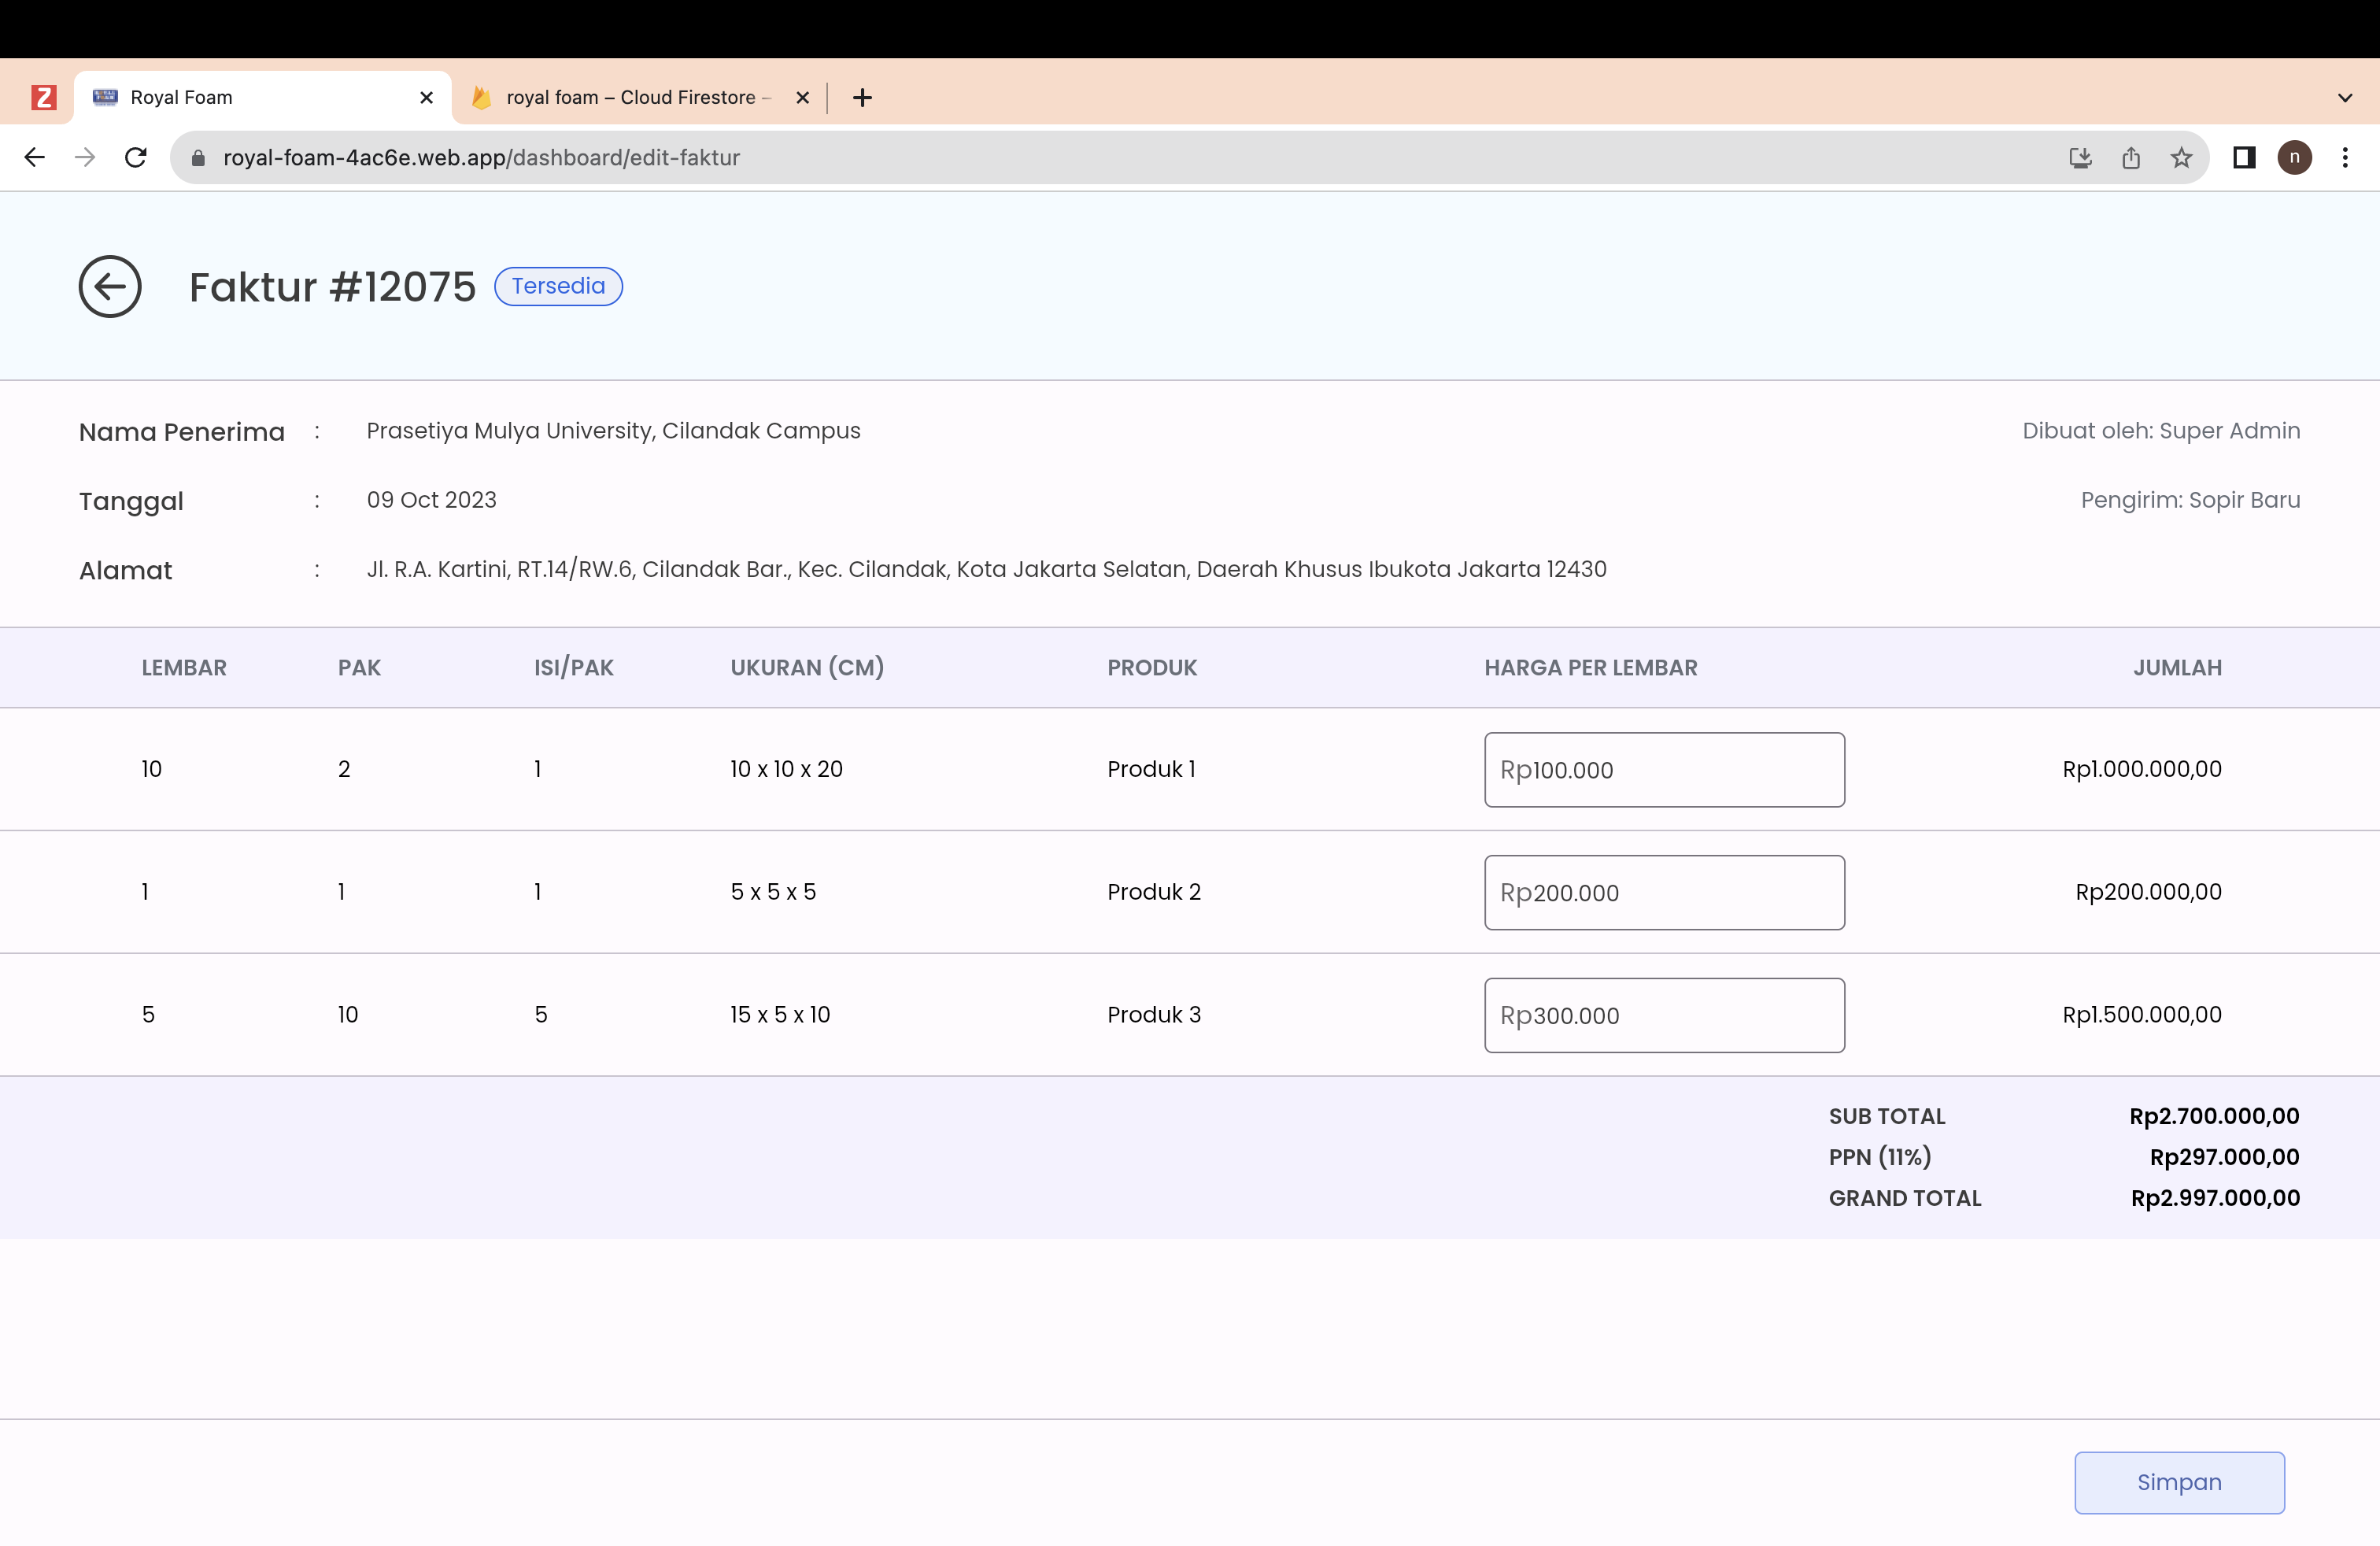 Royal Foam
royal foam – Cloud Firestore –
royal-foam-4ac6e.web.app/dashboard/edit-faktur
n
Faktur #12075 Tersedia
Nama Penerima : Prasetiya Mulya University, Cilandak Campus Dibuat oleh: Super Admin
Tanggal : 09 Oct 2023 Pengirim: Sopir Baru
Alamat : Jl. R.A. Kartini, RT.14/RW.6, Cilandak Bar., Kec. Cilandak, Kota Jakarta Selatan, Daerah Khusus Ibukota Jakarta 12430
LEMBAR PAK ISI/PAK UKURAN (CM) PRODUK HARGA PER LEMBAR JUMLAH
10 2 1 10 x 10 x 20 Produk 1 Rp100.000 Rp1.000.000,00
1 1 1 5 x 5 x 5 Produk 2 Rp200.000 Rp200.000,00
5 10 5 15 x 5 x 10 Produk 3 Rp300.000 Rp1.500.000,00
SUB TOTAL Rp2.700.000,00
PPN (11%) Rp297.000,00
GRAND TOTAL Rp2.997.000,00
Simpan